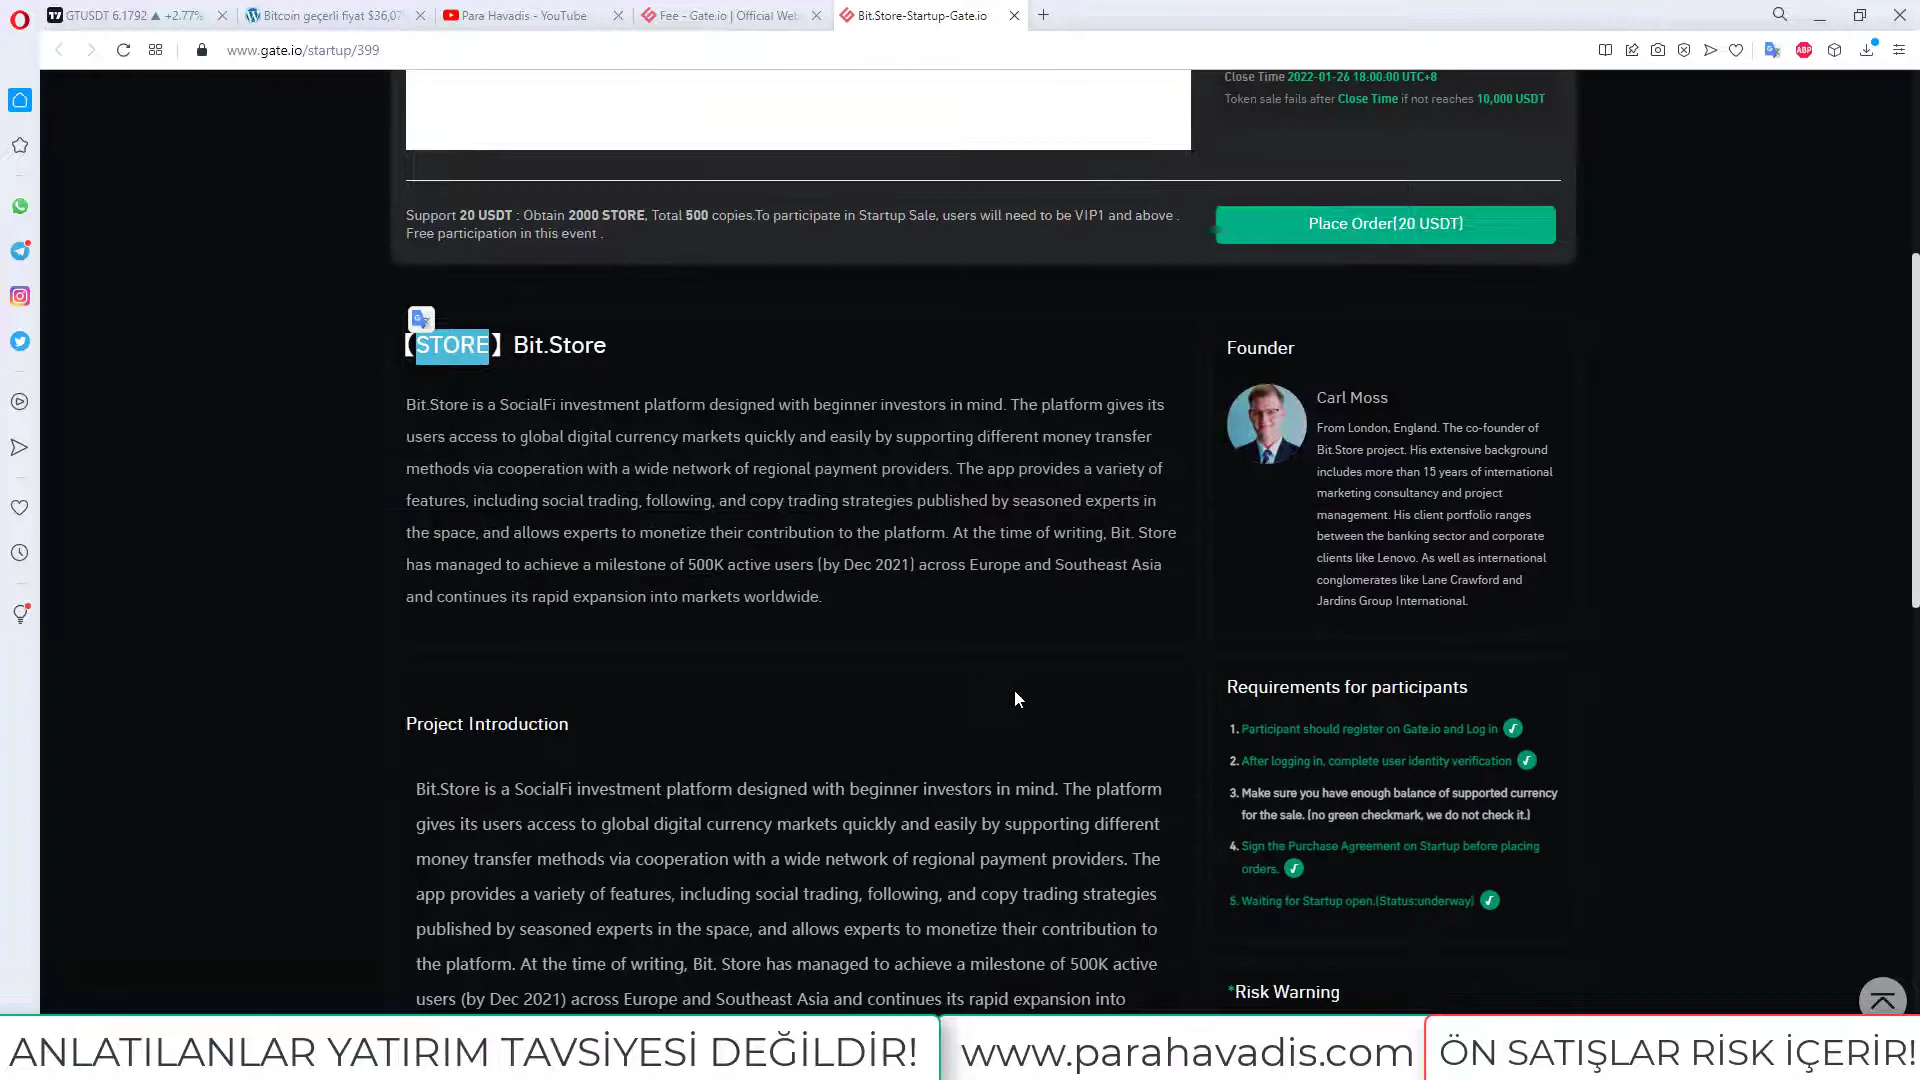 GTUSDT 6.1792 ▲ +2.77%
Bitcoin geçerli fiyat $36,07
Para Havadis - YouTube
Fee - Gate.io | Official Web
Bit.Store-Startup-Gate.io
www.gate.io/startup/399
ABP
Close Time 2022-01-26 18:00:00 UTC+8
Token sale fails after Close Time if not reaches 10,000 USDT
Support 20 USDT : Obtain 2000 STORE, Total 500 copies.To participate in Startup Sale, users will need to be VIP1 and above .
Free participation in this event .
Place Order(20 USDT)
【STORE】 Bit.Store
Bit.Store is a SocialFi investment platform designed with beginner investors in mind. The platform gives its
users access to global digital currency markets quickly and easily by supporting different money transfer
methods via cooperation with a wide network of regional payment providers. The app provides a variety of
features, including social trading, following, and copy trading strategies published by seasoned experts in
the space, and allows experts to monetize their contribution to the platform. At the time of writing, Bit. Store
has managed to achieve a milestone of 500K active users (by Dec 2021) across Europe and Southeast Asia
and continues its rapid expansion into markets worldwide.
Founder
Carl Moss
From London, England. The co-founder of
Bit.Store project. His extensive background
includes more than 15 years of international
marketing consultancy and project
management. His client portfolio ranges
between the banking sector and corporate
clients like Lenovo. As well as international
conglomerates like Lane Crawford and
Jardins Group International.
Project Introduction
Bit.Store is a SocialFi investment platform designed with beginner investors in mind. The platform
gives its users access to global digital currency markets quickly and easily by supporting different
money transfer methods via cooperation with a wide network of regional payment providers. The
app provides a variety of features, including social trading, following, and copy trading strategies
published by seasoned experts in the space, and allows experts to monetize their contribution to
the platform. At the time of writing, Bit. Store has managed to achieve a milestone of 500K active
users (by Dec 2021) across Europe and Southeast Asia and continues its rapid expansion into
Requirements for participants
1. Participant should register on Gate.io and Log in
2. After logging in, complete user identity verification
3. Make sure you have enough balance of supported currency
for the sale. (no green checkmark, we do not check it.)
4. Sign the Purchase Agreement on Startup before placing
orders.
5. Waiting for Startup open.(Status:underway)
*Risk Warning
ANLATILANLAR YATIRIM TAVSİYESİ DEĞİLDİR!
www.parahavadis.com
ÖN SATIŞLAR RİSK İÇERİR!